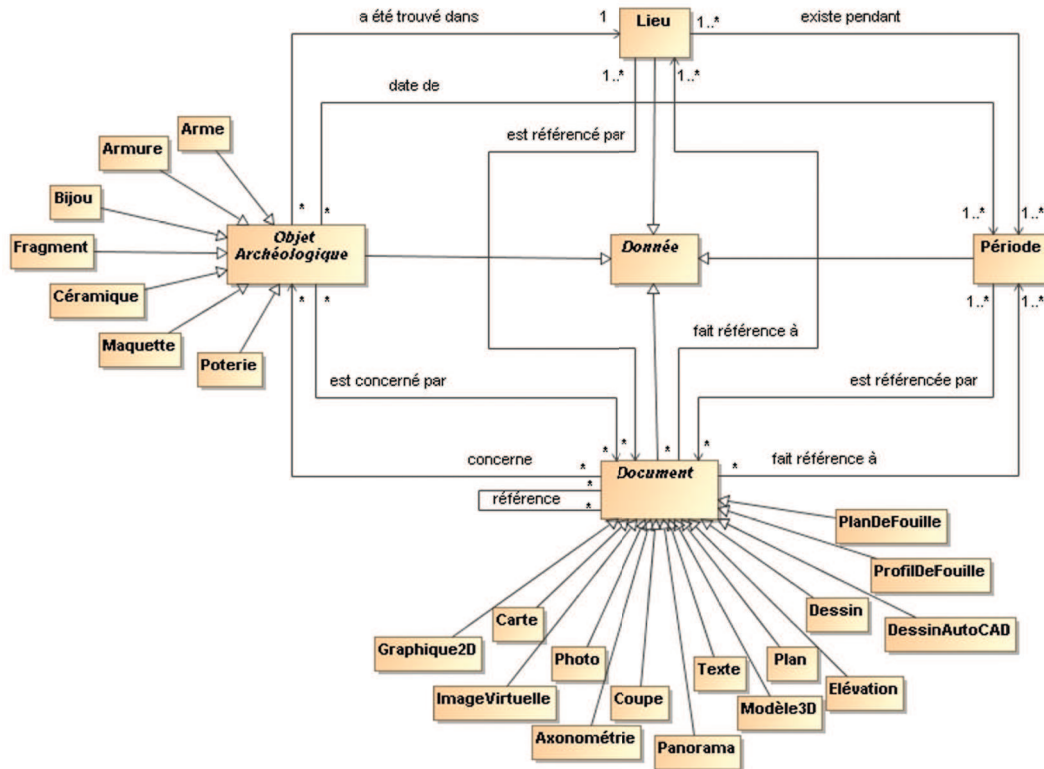 a été trouvé dans
1
Lieu
1..*
existe pendant
1..*
1..*
date de
est référencé par
Arme
Armure
Bijou
Fragment
Céramique
Maquette
Poterie
*
*
Objet
Archéologique
*
*
Donnée
1..*
1..*
Période
1..*
1..*
fait référence à
est concerné par
est référencée par
concerne
*
*
*
*
*
*
Document
fait référence à
*
référence
*
*
PlanDeFouille
ProfilDeFouille
Dessin
DessinAutoCAD
Carte
Graphique2D
Photo
Texte
Plan
Elévation
ImageVirtuelle
Coupe
Modèle3D
Axonométrie
Panorama